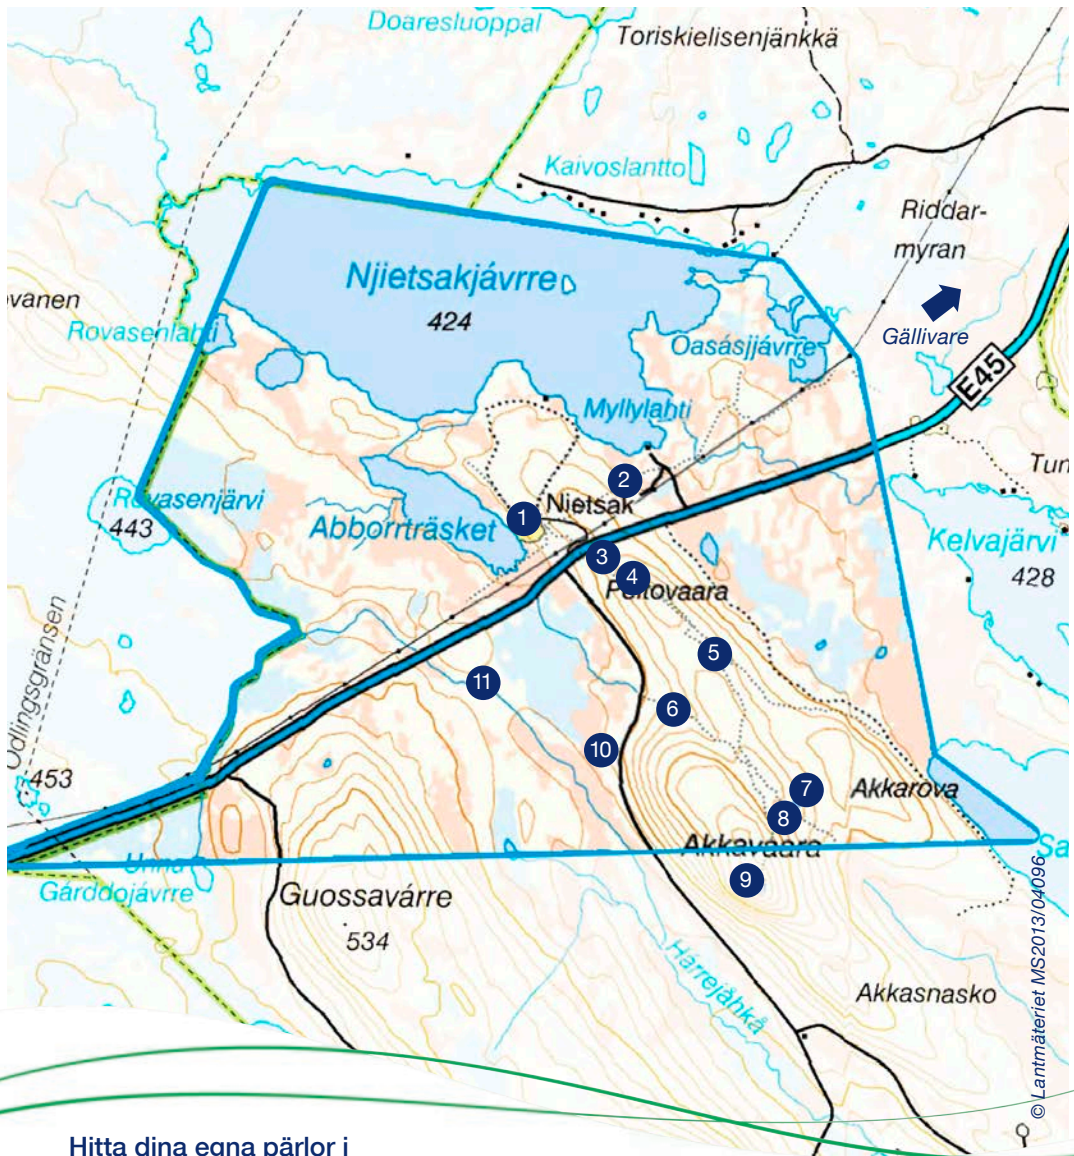 Doaresluoppal
Toriskielisenjänkkä
Kaivoslantto
Riddar-
myran
Njietsakjávrre
424
Rovasenlahti
Oasásjjávrre
Gällivare
E45
Myllylahti
Rovasenjärvi
443
Abborrträsket
1
2
Nietsak
Kelvajärvi
428
3
4
Peltovaara
5
6
7
8
9
10
11
Odlingsgränsen
453
Akkarova
Akkavaara
Unna
Gárddojávrre
Guossavárre
534
Harrejåhkå
Akkasnasko
© Lantmäteriet MS2013/04096
Hitta dina egna pärlor i